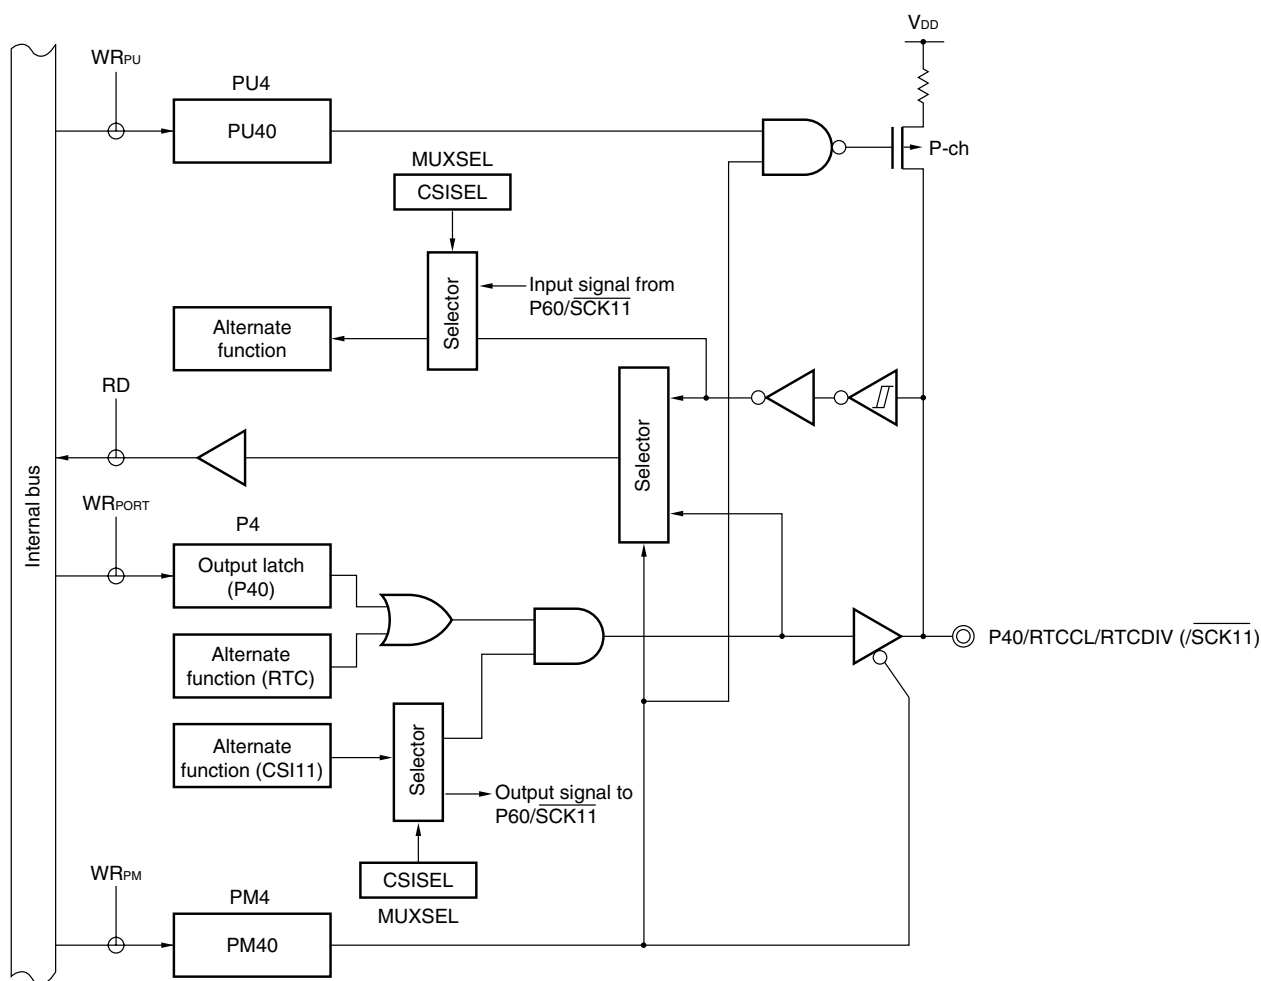 VDD
WRPU
PU4
PU40
P-ch
MUXSEL
CSISEL
Selector
Input signal from
P60/SCK11
Alternate
function
RD
Selector
Internal bus
WRPORT
P4
Output latch
(P40)
P40/RTCCL/RTCDIV (/SCK11)
Alternate
function (RTC)
Alternate
function (CSI11)
Selector
Output signal to
P60/SCK11
CSISEL
MUXSEL
WRPM
PM4
PM40